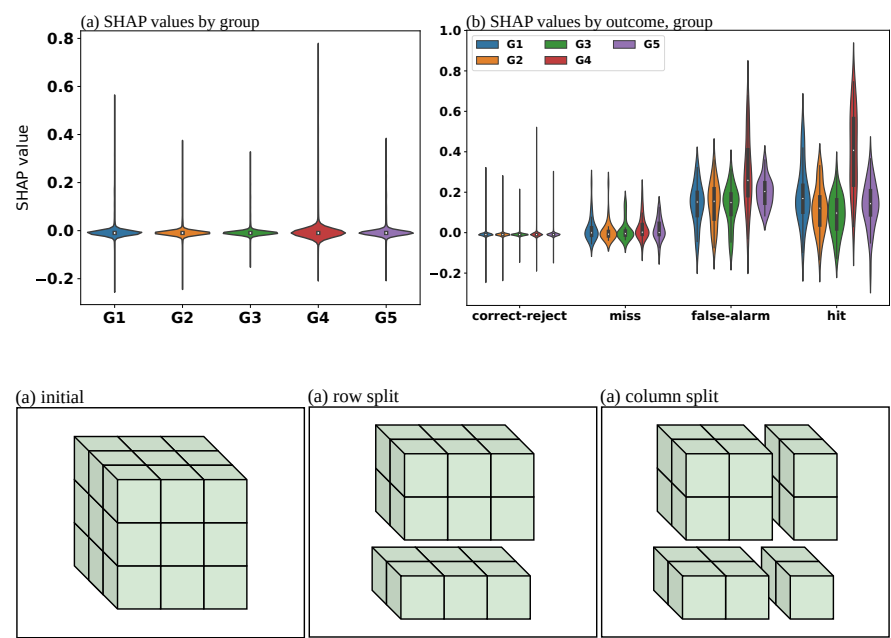 (a) SHAP values by group
SHAP value
0.8
0.6
0.4
0.2
0.0
−0.2
G1 G2 G3 G4 G5
(b) SHAP values by outcome, group
1.0
0.8
0.6
0.4
0.2
0.0
−0.2
G1 G3 G5
G2 G4
correct-reject miss false-alarm hit
(a) initial
(a) row split
(a) column split